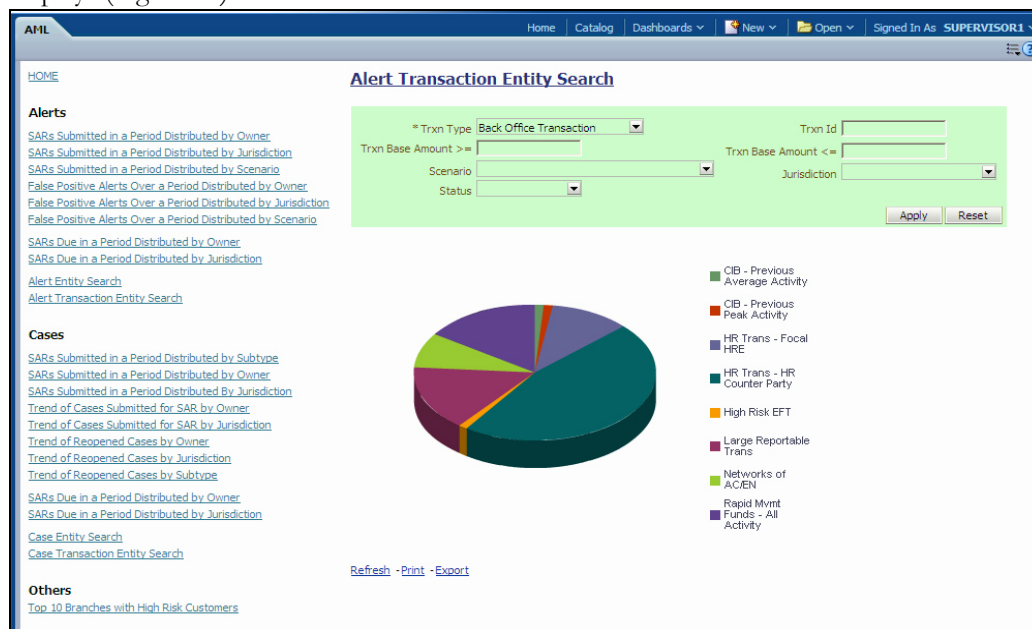 AML
Home
Catalog
Dashboards
New
Open
Signed In As SUPERVISOR1
HOME
Alerts
SARs Submitted in a Period Distributed by Owner
SARs Submitted in a Period Distributed by Jurisdiction
SARs Submitted in a Period Distributed by Scenario
False Positive Alerts Over a Period Distributed by Owner
False Positive Alerts Over a Period Distributed by Jurisdiction
False Positive Alerts Over a Period Distributed by Scenario
SARs Due in a Period Distributed by Owner
SARs Due in a Period Distributed by Jurisdiction
Alert Entity Search
Alert Transaction Entity Search
Cases
SARs Submitted in a Period Distributed by Subtype
SARs Submitted in a Period Distributed by Owner
SARs Submitted in a Period Distributed By Jurisdiction
Trend of Cases Submitted for SAR by Owner
Trend of Cases Submitted for SAR by Jurisdiction
Trend of Reopened Cases by Owner
Trend of Reopened Cases by Jurisdiction
Trend of Reopened Cases by Subtype
SARs Due in a Period Distributed by Owner
SARs Due in a Period Distributed by Jurisdiction
Case Entity Search
Case Transaction Entity Search
Others
Top 10 Branches with High Risk Customers
Alert Transaction Entity Search
* Trxn Type Back Office Transaction
Trxn Id
Trxn Base Amount >=
Trxn Base Amount <=
Scenario
Jurisdiction
Status
Apply
Reset
CIB - Previous
Average Activity
CIB - Previous
Peak Activity
HR Trans - Focal
HRE
HR Trans - HR
Counter Party
High Risk EFT
Large Reportable
Trans
Networks of
AC/EN
Rapid Mvmt
Funds - All
Activity
Refresh - Print - Export